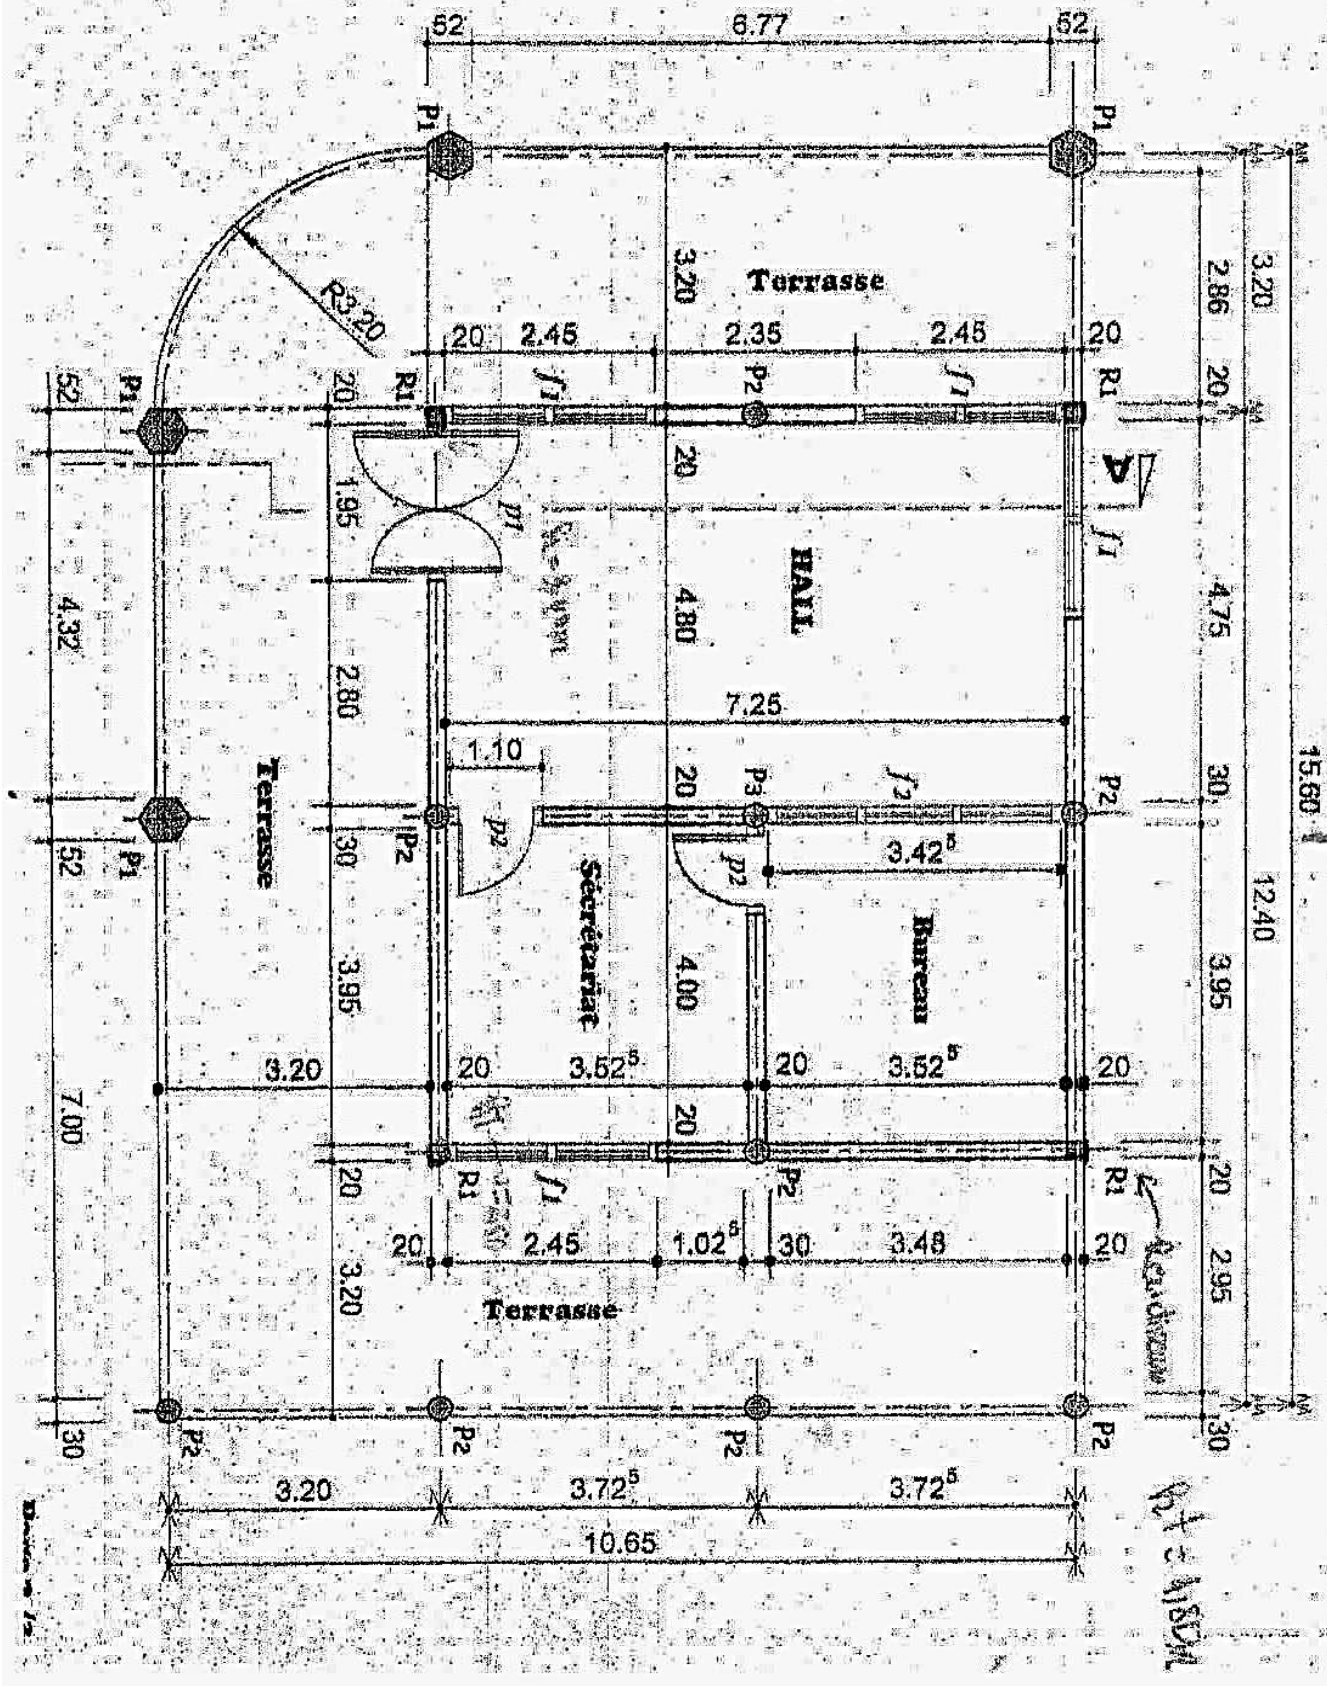 52 6.77 52
P1 P1
R3.20
3.20
Terrasse
2.86 3.20
20 2.45 2.35 2.45 20
52 P1 20 R1 f1 P2 f1 R1 20
20
A
1.95 p1 f1
HALL
4.32 2.80 4.80 4.75 15.60
7.25
1.10
20 P3 f2 P2 30
52 P1 Terrasse 30 P2 p2 p2 3.42⁵
Secrétariat Bureau
3.95 4.00 3.95 12.40
3.20 20 3.52⁵ 20 3.52⁵ 20
7.00 20
20 R1 f1 P2 R1 20
20 2.45 1.02⁵ 30 3.48 20
3.20 2.95
Terrasse
30 P2 P2 P2 P2 30
3.20 3.72⁵ 3.72⁵
10.65